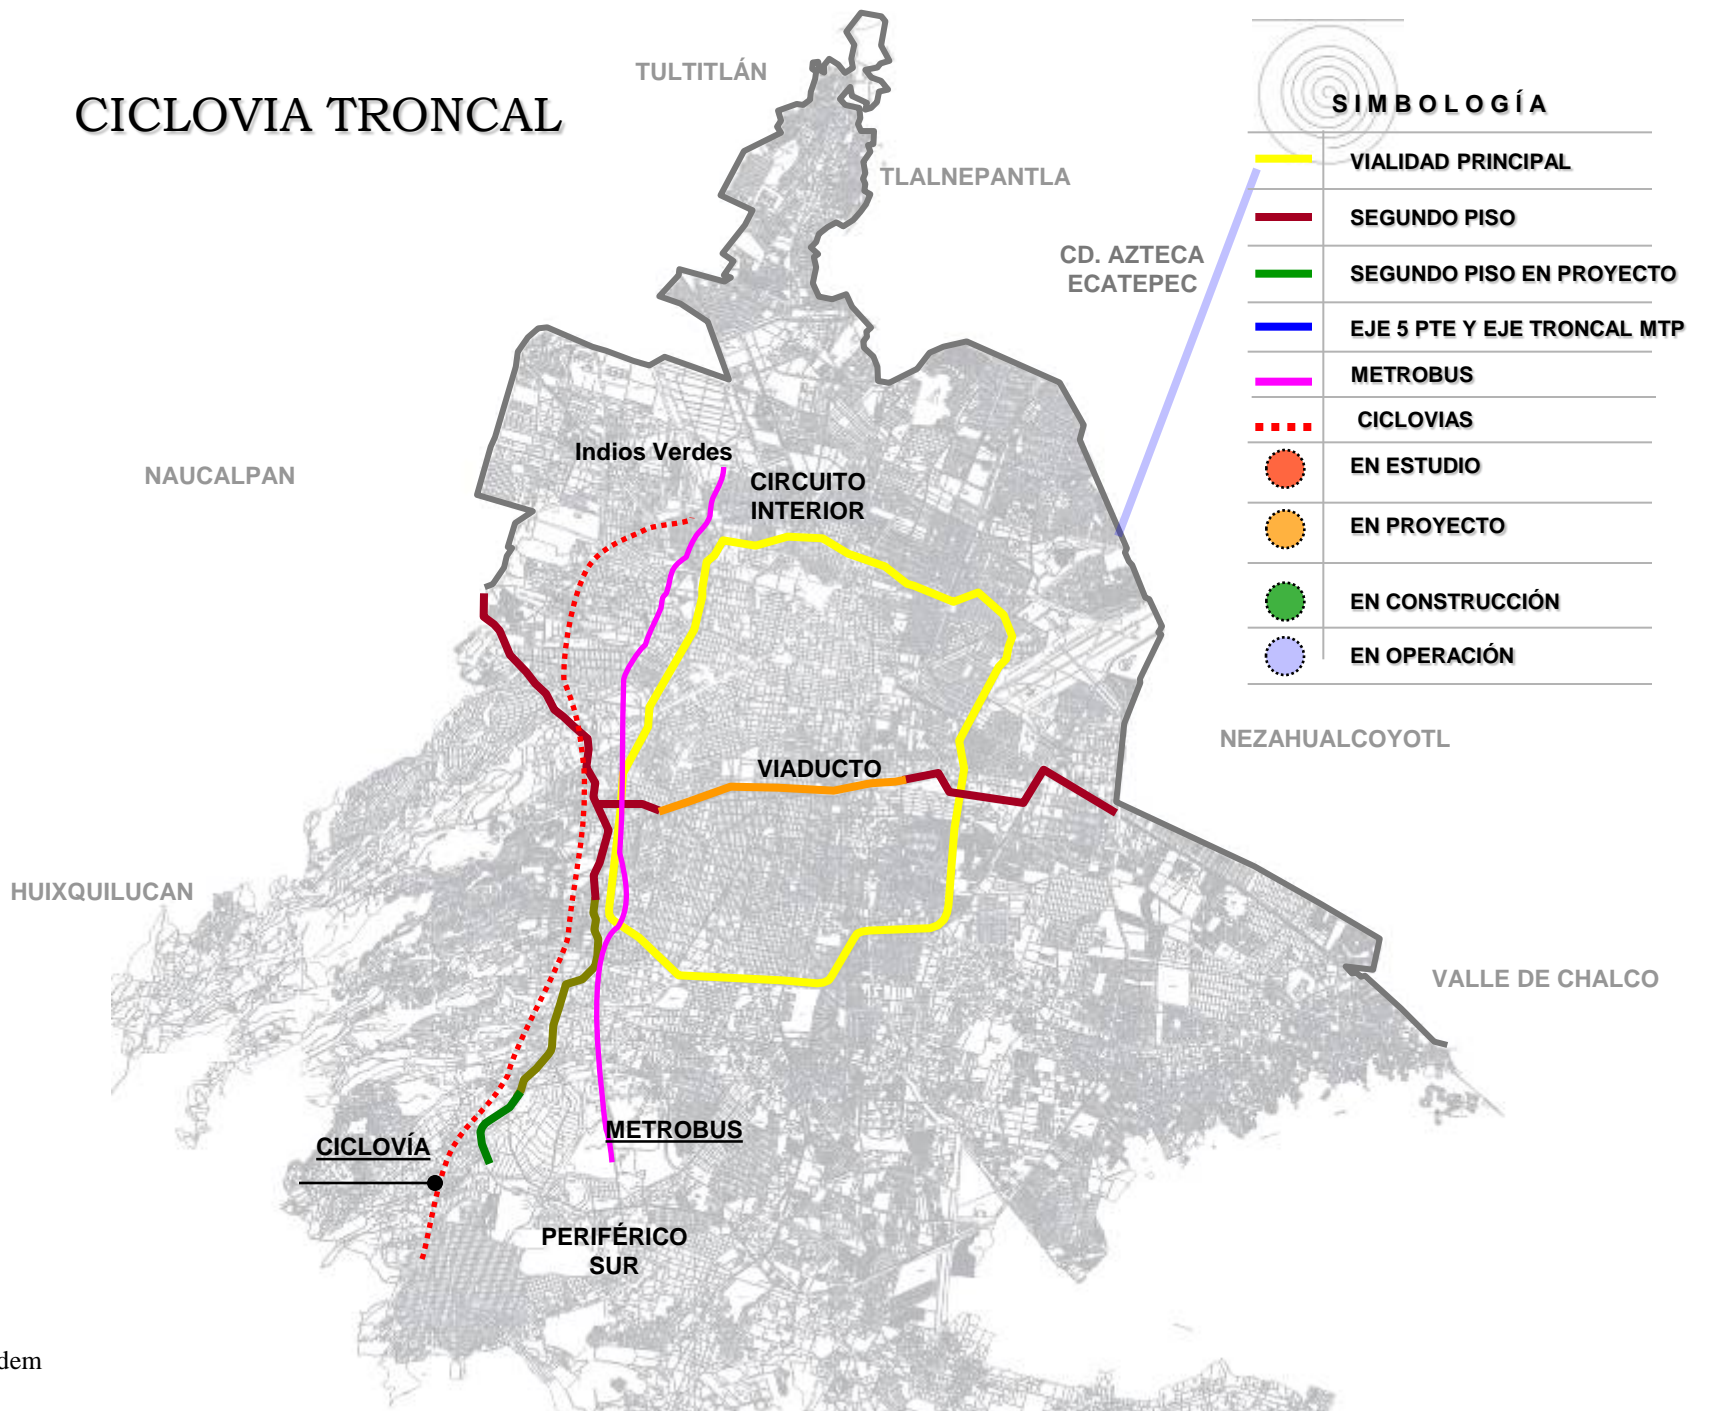 TULTITLÁN
CICLOVIA TRONCAL
TLALNEPANTLA
CD. AZTECA
ECATEPEC
SIMBOLOGÍA
VIALIDAD PRINCIPAL
SEGUNDO PISO
SEGUNDO PISO EN PROYECTO
EJE 5 PTE Y EJE TRONCAL MTP
METROBUS
CICLOVIAS
EN ESTUDIO
EN PROYECTO
EN CONSTRUCCIÓN
EN OPERACIÓN
Indios Verdes
NAUCALPAN
CIRCUITO
INTERIOR
NEZAHUALCOYOTL
VIADUCTO
HUIXQUILUCAN
VALLE DE CHALCO
METROBUS
CICLOVÍA
PERIFÉRICO
SUR
dem